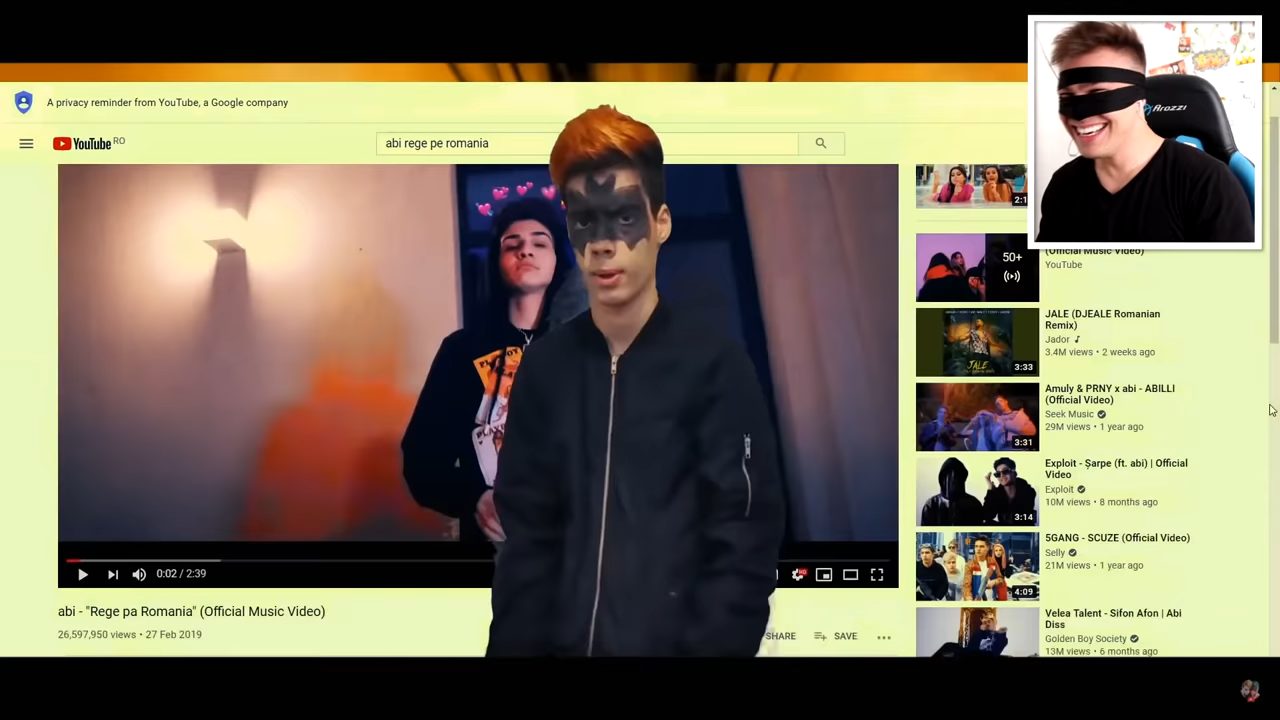 A privacy reminder from YouTube, a Google company
YouTube RO
abi rege pe romania
0:02 / 2:39
HD
abi - "Rege pa Romania" (Official Music Video)
26,597,950 views • 27 Feb 2019
SHARE
SAVE
2:1
50+
(Official Music Video)
YouTube
JALE
3:33
JALE (DJEALE Romanian
Remix)
Jador
3.4M views • 2 weeks ago
3:31
Amuly & PRNY x abi - ABILLI
(Official Video)
Seek Music
29M views • 1 year ago
3:14
Exploit - Șarpe (ft. abi) | Official
Video
Exploit
10M views • 8 months ago
4:09
5GANG - SCUZE (Official Video)
Selly
21M views • 1 year ago
Velea Talent - Sifon Afon | Abi
Diss
Golden Boy Society
13M views • 6 months ago
Arozzi